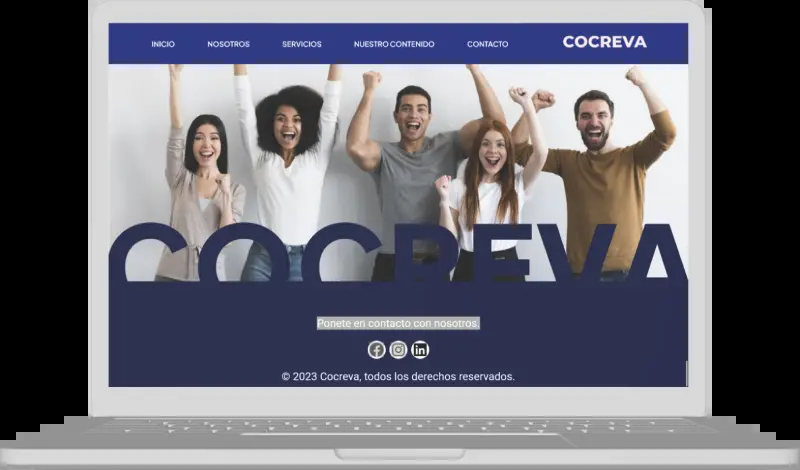 INICIO
NOSOTROS
SERVICIOS
NUESTRO CONTENIDO
CONTACTO
COCREVA
COCREVA
Ponete en contacto con nosotros.
f
in
© 2023 Cocreva, todos los derechos reservados.